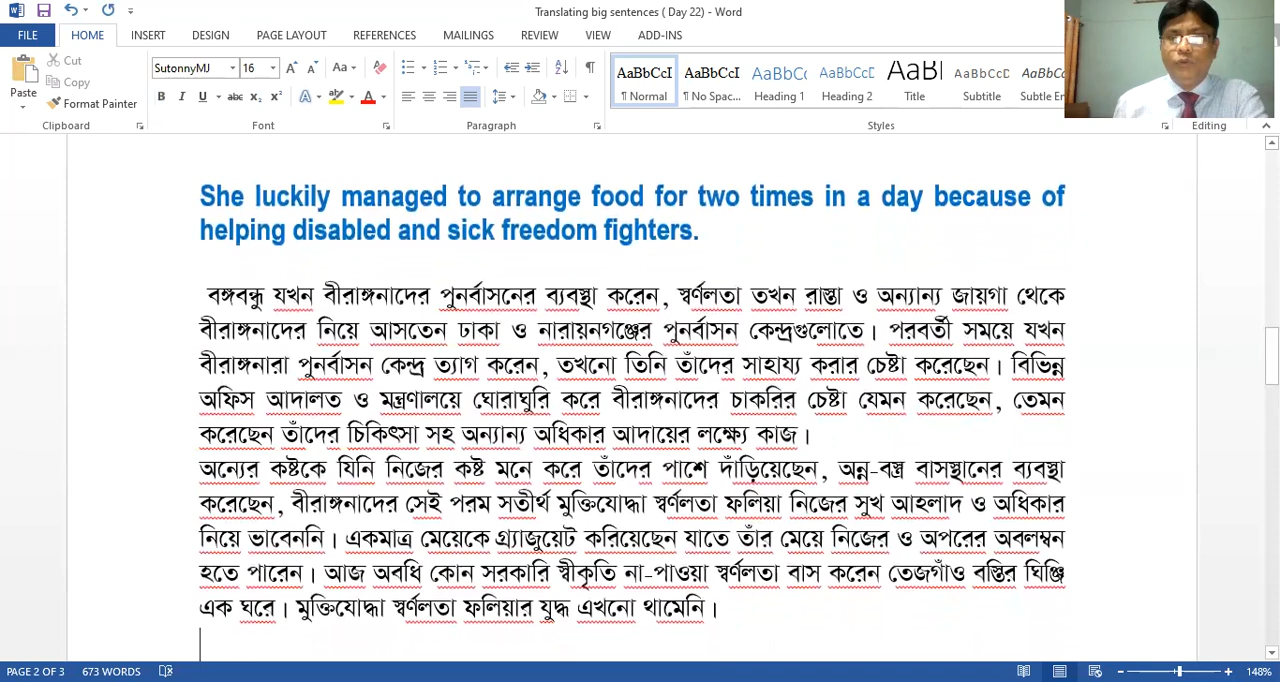 Translating big sentences ( Day 22) - Word
FILE HOME INSERT DESIGN PAGE LAYOUT REFERENCES MAILINGS REVIEW VIEW ADD-INS
Cut
Copy
Format Painter
Paste
SutonnyMJ 16
AaBbCcI AaBbCcI AaBbC AaBbCcI AaBl AaBbCcD AaBbCcL
¶ Normal ¶ No Spac... Heading 1 Heading 2 Title Subtitle Subtle En
Clipboard Font Paragraph Styles Editing
She luckily managed to arrange food for two times in a day because of
helping disabled and sick freedom fighters.
বঙ্গবন্ধু যখন বীরাঙ্গনাদের পুনর্বাসনের ব্যবস্থা করেন, স্বর্ণলতা তখন রাস্তা ও অন্যান্য জায়গা থেকে
বীরাঙ্গনাদের নিয়ে আসতেন ঢাকা ও নারায়নগঞ্জের পুনর্বাসন কেন্দ্রগুলোতে। পরবর্তী সময়ে যখন
বীরাঙ্গনারা পুনর্বাসন কেন্দ্র ত্যাগ করেন, তখনো তিনি তাঁদের সাহায্য করার চেষ্টা করেছেন। বিভিন্ন
অফিস আদালত ও মন্ত্রণালয়ে ঘোরাঘুরি করে বীরাঙ্গনাদের চাকরির চেষ্টা যেমন করেছেন, তেমন
করেছেন তাঁদের চিকিৎসা সহ অন্যান্য অধিকার আদায়ের লক্ষ্যে কাজ।
অন্যের কষ্টকে যিনি নিজের কষ্ট মনে করে তাঁদের পাশে দাঁড়িয়েছেন, অন্ন-বস্ত্র বাসস্থানের ব্যবস্থা
করেছেন, বীরাঙ্গনাদের সেই পরম সতীর্থ মুক্তিযোদ্ধা স্বর্ণলতা ফলিয়া নিজের সুখ আহলাদ ও অধিকার
নিয়ে ভাবেননি। একমাত্র মেয়েকে গ্র্যাজুয়েট করিয়েছেন যাতে তাঁর মেয়ে নিজের ও অপরের অবলম্বন
হতে পারেন। আজ অবধি কোন সরকারি স্বীকৃতি না-পাওয়া স্বর্ণলতা বাস করেন তেজগাঁও বস্তির ঘিঞ্জি
এক ঘরে। মুক্তিযোদ্ধা স্বর্ণলতা ফলিয়ার যুদ্ধ এখনো থামেনি।
PAGE 2 OF 3 673 WORDS 148%